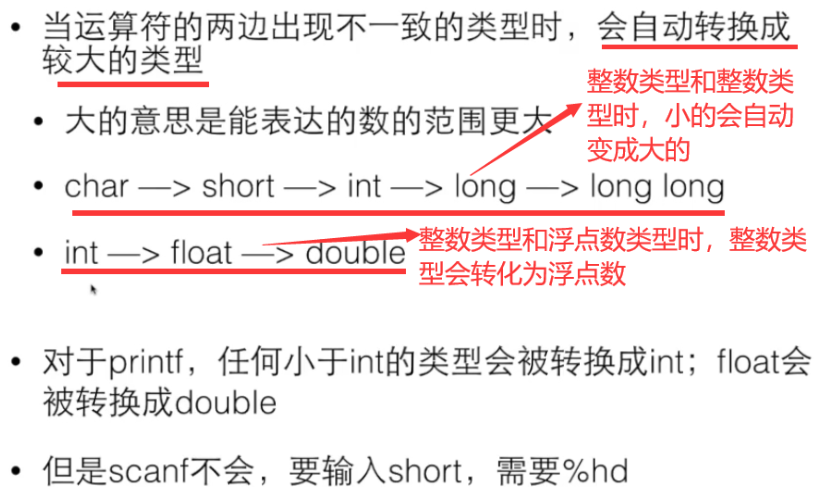 当运算符的两边出现不一致的类型时，会自动转换成
较大的类型
整数类型和整数类
型时，小的会自动
变成大的
大的意思是能表达的数的范围更大
char —> short —> int —> long —> long long
int —> float —> double
整数类型和浮点数类型时，整数类
型会转化为浮点数
对于printf，任何小于int的类型会被转换成int；float会
被转换成double
但是scanf不会，要输入short，需要%hd